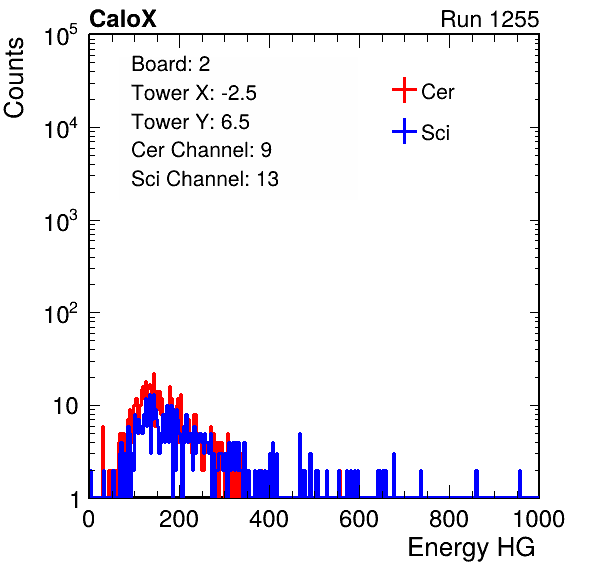 CaloX Run 1255
Counts
10^5
10^4
10^3
10^2
10
1
Board: 2
Tower X: -2.5
Tower Y: 6.5
Cer Channel: 9
Sci Channel: 13
Cer
Sci
0 200 400 600 800 1000
Energy HG